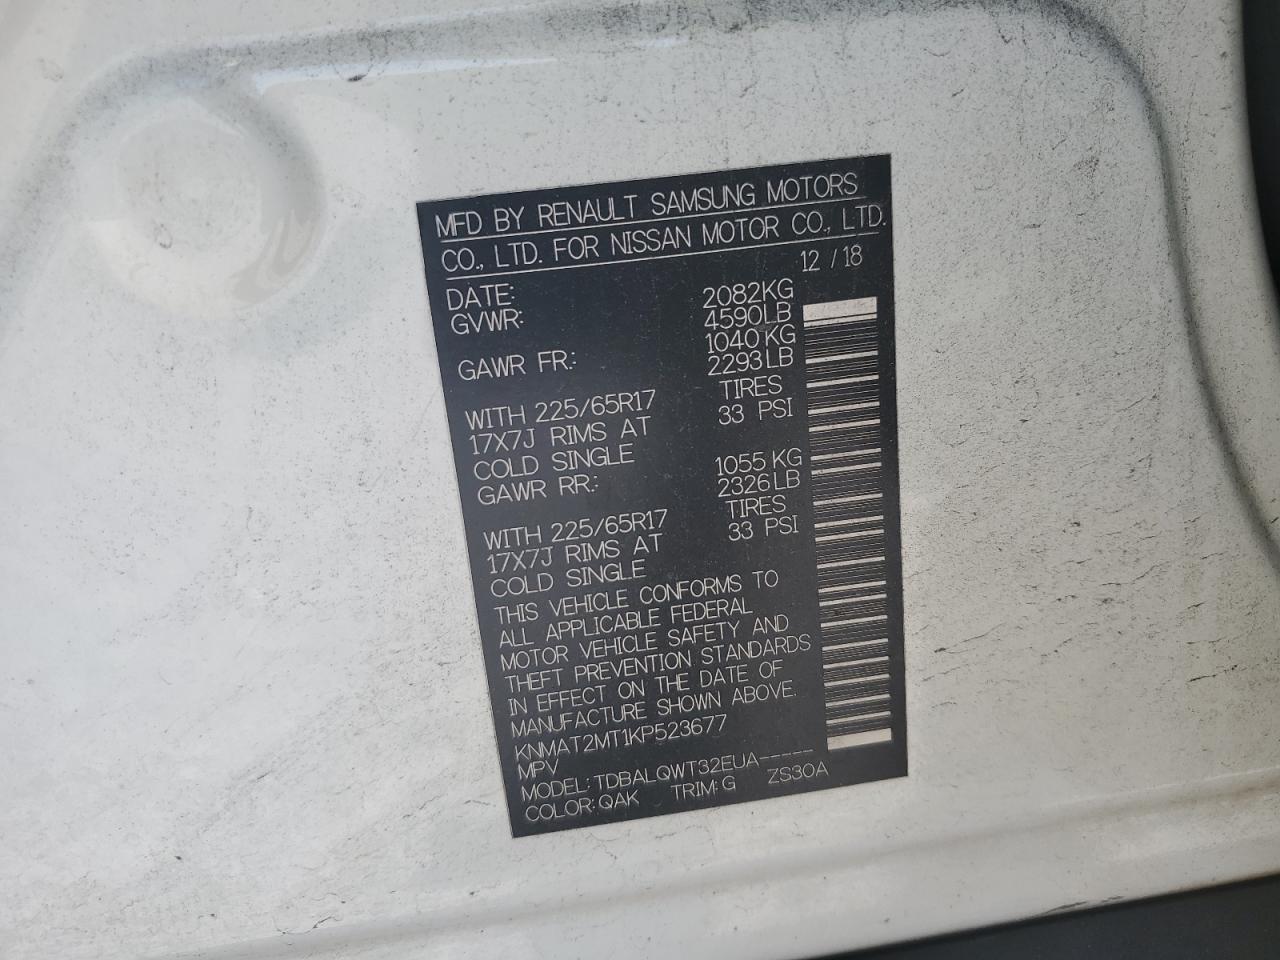 MFD BY RENAULT SAMSUNG MOTORS
CO., LTD. FOR NISSAN MOTOR CO., LTD.
DATE: 12 / 18
GVWR: 2082KG
4590LB
GAWR FR.: 1040KG
2293LB
WITH 225/65R17 TIRES
17X7J RIMS AT 33 PSI
COLD SINGLE
GAWR RR.: 1055KG
2326LB
WITH 225/65R17 TIRES
17X7J RIMS AT 33 PSI
COLD SINGLE
THIS VEHICLE CONFORMS TO
ALL APPLICABLE FEDERAL
MOTOR VEHICLE SAFETY AND
THEFT PREVENTION STANDARDS
IN EFFECT ON THE DATE OF
MANUFACTURE SHOWN ABOVE.
KNMAT2MT1KP523677
MPV
MODEL: TDBALQWT32EUA-----
COLOR: QAK TRIM: G ZS30A